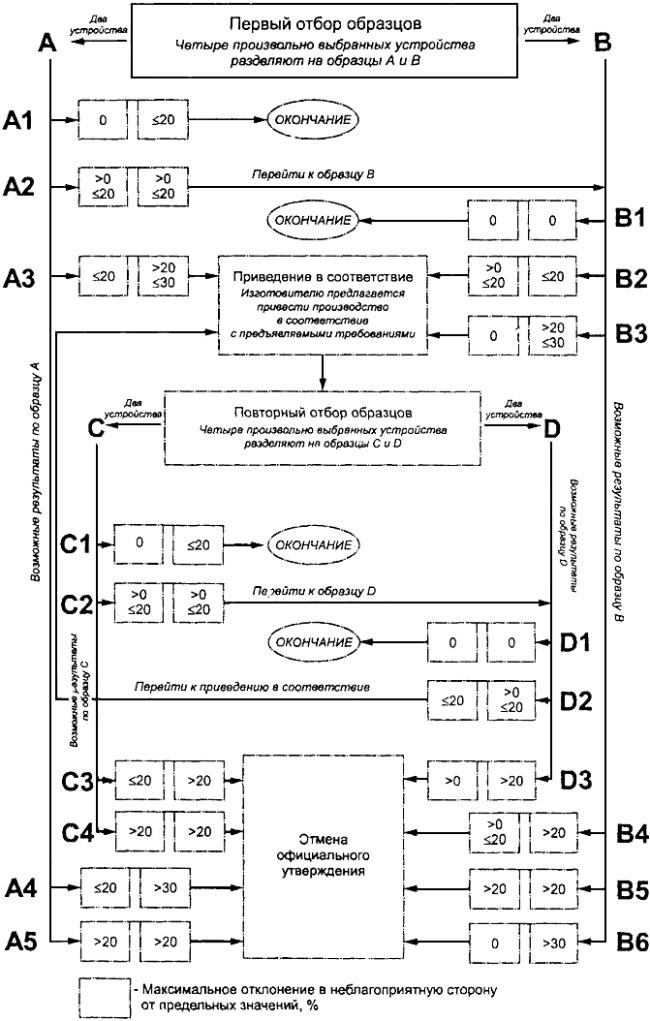 Первый отбор образцов
Четыре произвольно выбранных устройства
разделяют на образцы А и В
Два
устройства
Два
устройства
A
B
A1
0
≤20
ОКОНЧАНИЕ
A2
>0
≤20
>0
≤20
Перейти к образцу В
ОКОНЧАНИЕ
0
0
B1
A3
≤20
>20
≤30
Приведение в соответствие
Изготовителю предлагается
привести производство
в соответствие
с предъявляемыми требованиями
>0
≤20
≤20
B2
0
>20
≤30
B3
Возможные результаты по образцу А
Возможные результаты по образцу В
Два
устройства
Два
устройства
C
D
Повторный отбор образцов
Четыре произвольно выбранных устройства
разделяют на образцы С и D
Возможные результаты
по образцу D
C1
0
≤20
ОКОНЧАНИЕ
C2
>0
≤20
>0
≤20
Перейти к образцу D
ОКОНЧАНИЕ
0
0
D1
Возможные результаты
по образцу С
Перейти к приведению в соответствие
≤20
>0
≤20
D2
C3
≤20
>20
>0
>20
D3
C4
>20
>20
Отмена
официального
утверждения
>0
≤20
>20
B4
A4
≤20
>30
>20
>20
B5
A5
>20
>20
0
>30
B6
- Максимальное отклонение в неблагоприятную сторону
от предельных значений, %